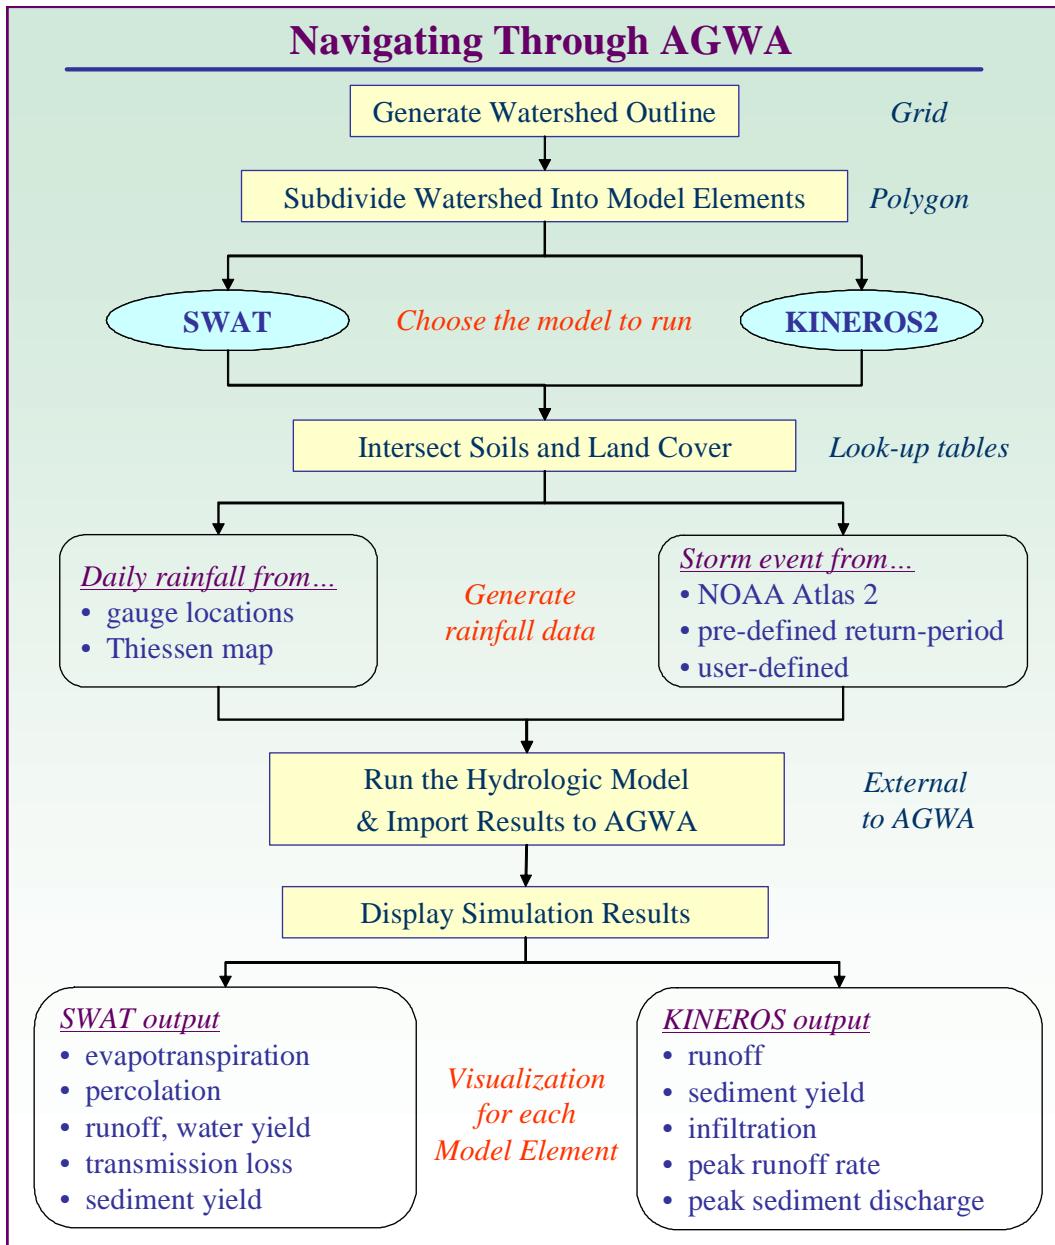 Navigating Through AGWA
Generate Watershed Outline
Grid
Subdivide Watershed Into Model Elements
Polygon
SWAT
Choose the model to run
KINEROS2
Intersect Soils and Land Cover
Look-up tables
Daily rainfall from…
• gauge locations
• Thiessen map
Generate
rainfall data
Storm event from…
• NOAA Atlas 2
• pre-defined return-period
• user-defined
Run the Hydrologic Model
& Import Results to AGWA
External
to AGWA
Display Simulation Results
SWAT output
• evapotranspiration
• percolation
• runoff, water yield
• transmission loss
• sediment yield
Visualization
for each
Model Element
KINEROS output
• runoff
• sediment yield
• infiltration
• peak runoff rate
• peak sediment discharge